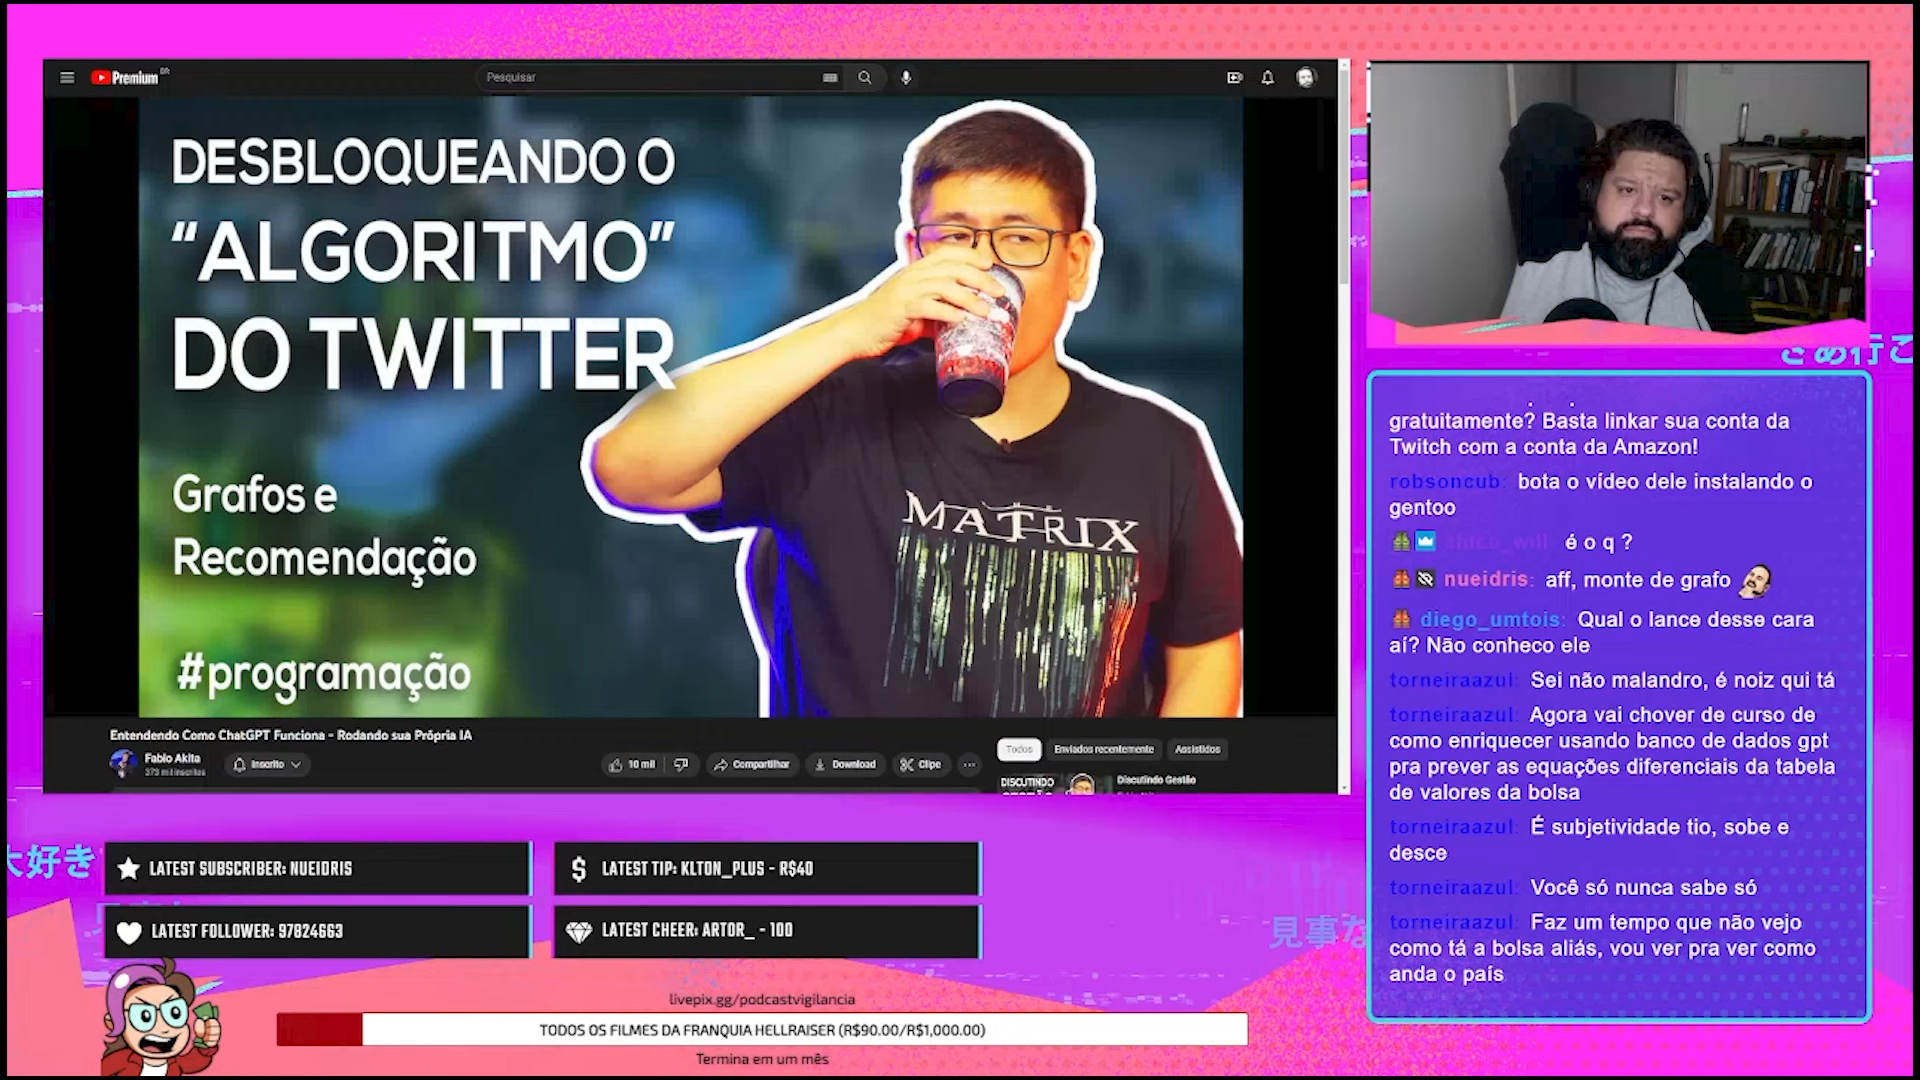 Premium BR
Pesquisar
DESBLOQUEANDO O
“ALGORITMO”
DO TWITTER
Grafos e
Recomendação
#programação
MATRIX
Entendendo Como ChatGPT Funciona - Rodando sua Própria IA
Fabio Akita
373 mil inscritos
Inscrito
10 mil
Compartilhar
Download
Clipe
Todos
Enviados recentemente
Assistidos
DISCUTINDO
Discutindo Gestão
gratuitamente? Basta linkar sua conta da
Twitch com a conta da Amazon!
robsoncub: bota o vídeo dele instalando o
gentoo
chico_will é o q ?
nueidris: aff, monte de grafo
diego_umtois: Qual o lance desse cara
aí? Não conheco ele
torneiraazul: Sei não malandro, é noiz qui tá
torneiraazul: Agora vai chover de curso de
como enriquecer usando banco de dados gpt
pra prever as equações diferenciais da tabela
de valores da bolsa
torneiraazul: É subjetividade tio, sobe e
desce
torneiraazul: Você só nunca sabe só
torneiraazul: Faz um tempo que não vejo
como tá a bolsa aliás, vou ver pra ver como
anda o país
大好き
見事な
LATEST SUBSCRIBER: NUEIDRIS
LATEST TIP: KLTON_PLUS - R$40
LATEST FOLLOWER: 97824663
LATEST CHEER: ARTOR_ - 100
livepix.gg/podcastvigilancia
TODOS OS FILMES DA FRANQUIA HELLRAISER (R$90.00/R$1,000.00)
Termina em um mês